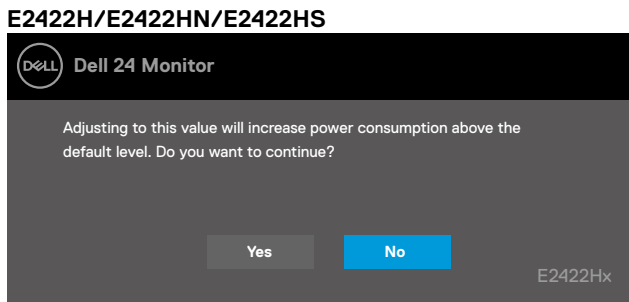 E2422H/E2422HN/E2422HS
DELL Dell 24 Monitor
Adjusting to this value will increase power consumption above the
default level. Do you want to continue?
Yes No
E2422Hx